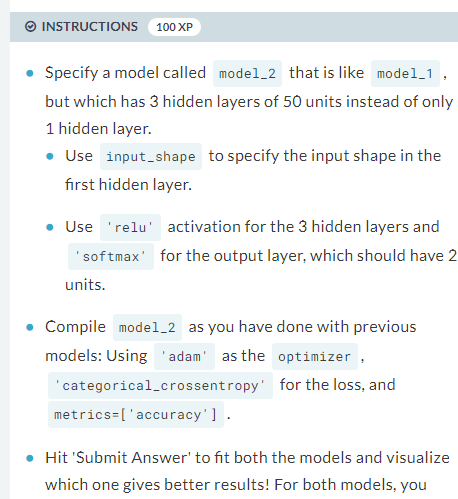 INSTRUCTIONS 100 XP
Specify a model called model_2 that is like model_1 ,
but which has 3 hidden layers of 50 units instead of only
1 hidden layer.
Use input_shape to specify the input shape in the
first hidden layer.
Use 'relu' activation for the 3 hidden layers and
'softmax' for the output layer, which should have 2
units.
Compile model_2 as you have done with previous
models: Using 'adam' as the optimizer ,
'categorical_crossentropy' for the loss, and
metrics=['accuracy'] .
Hit 'Submit Answer' to fit both the models and visualize
which one gives better results! For both models, you